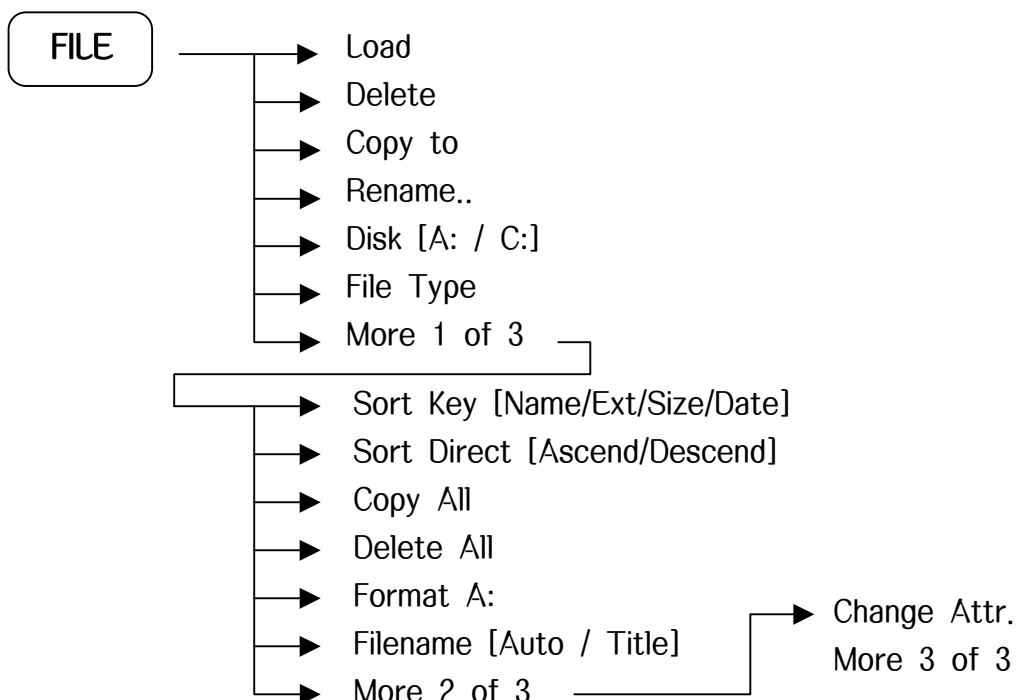 FILE
Load
Delete
Copy to
Rename..
Disk [A: / C:]
File Type
More 1 of 3
Sort Key [Name/Ext/Size/Date]
Sort Direct [Ascend/Descend]
Copy All
Delete All
Format A:
Filename [Auto / Title]
More 2 of 3
Change Attr.
More 3 of 3